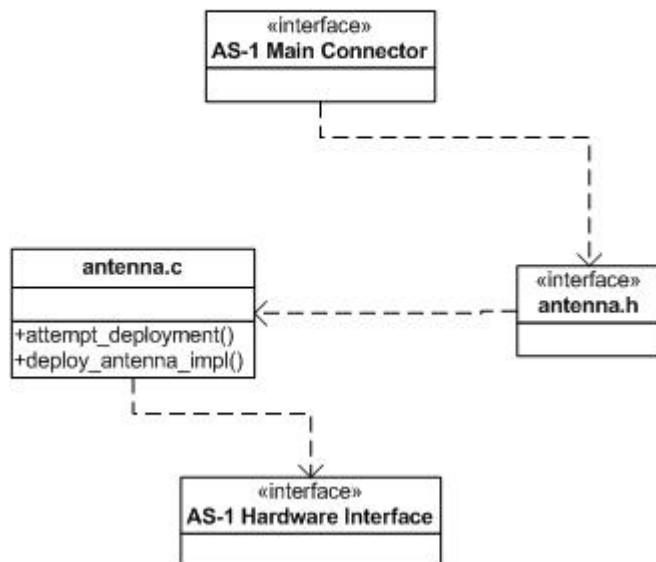 «interface»
AS-1 Main Connector
antenna.c
+attempt_deployment()
+deploy_antenna_impl()
«interface»
antenna.h
«interface»
AS-1 Hardware Interface